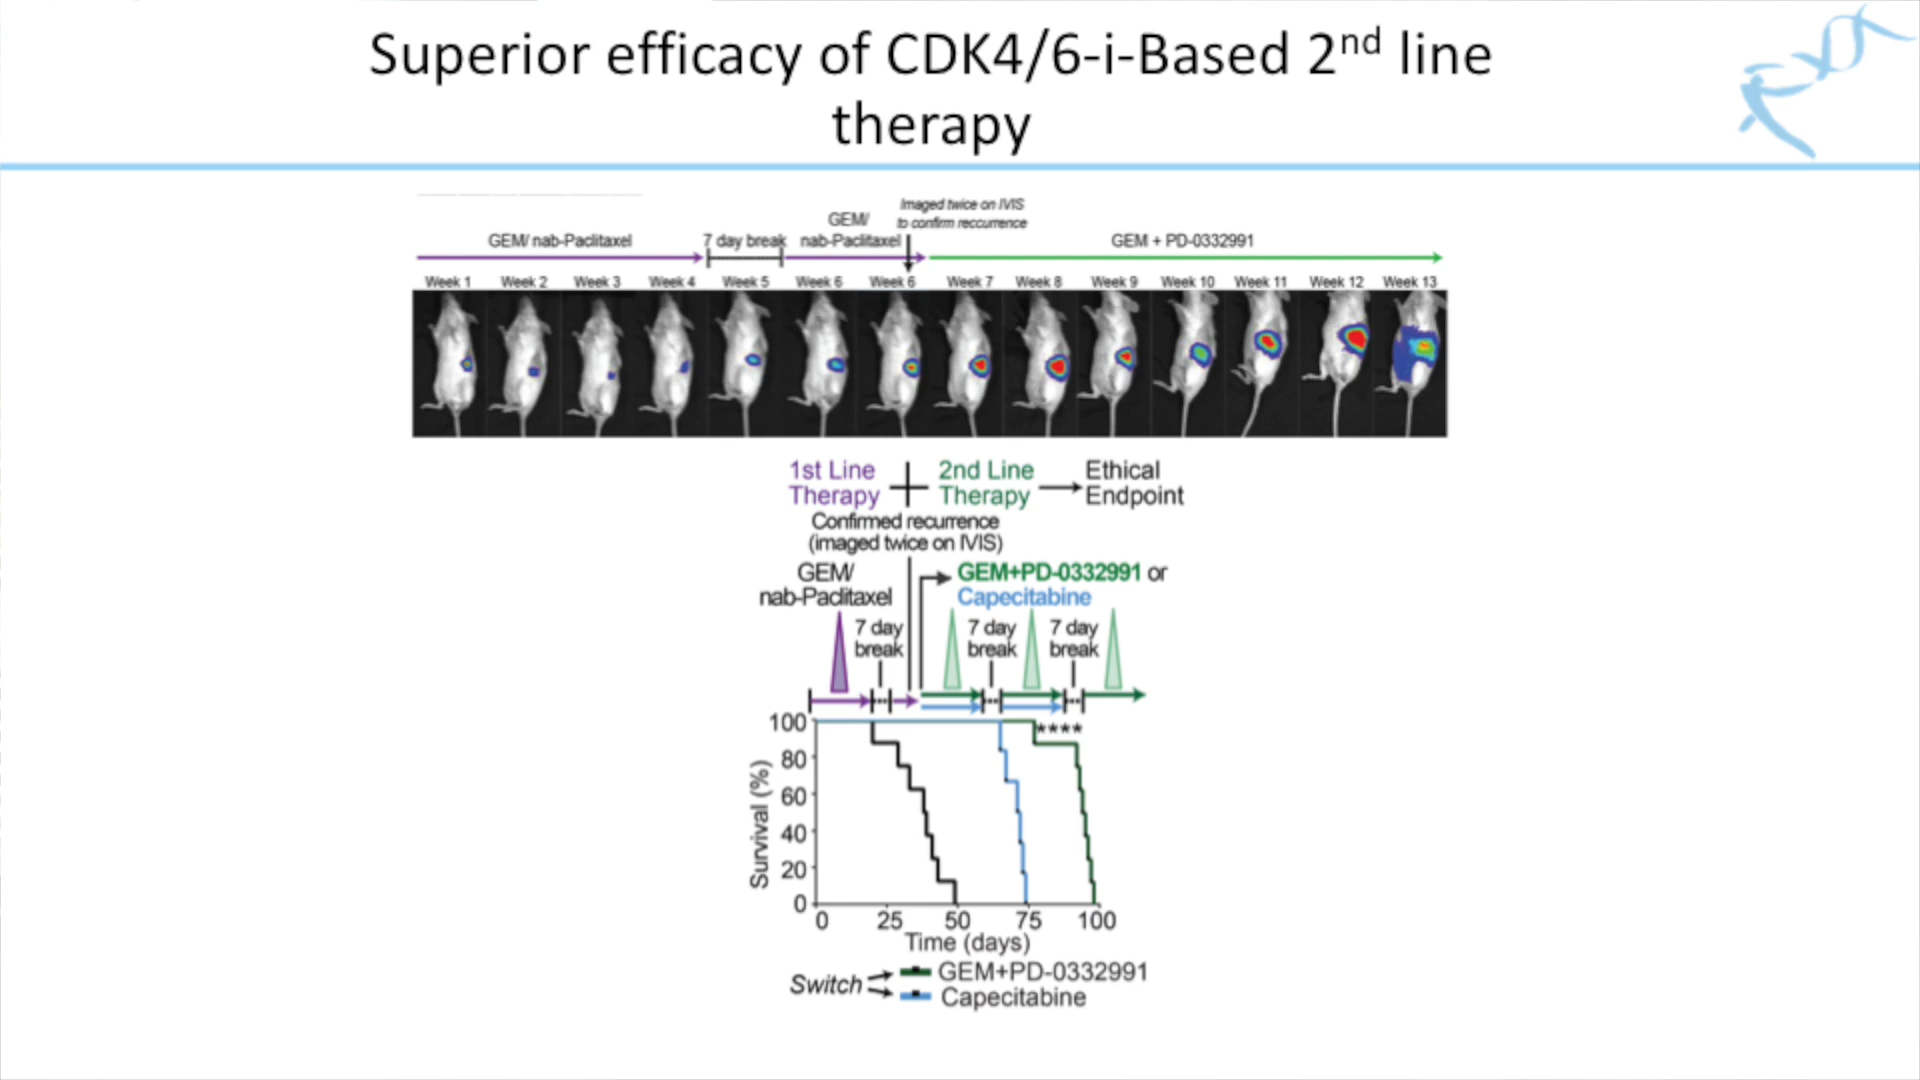 Superior efficacy of CDK4/6-i-Based 2nd line
therapy
Imaged twice on IVIS
to confirm reccurrence
GEM/ nab-Paclitaxel
7 day break
GEM/
nab-Paclitaxel
GEM + PD-0332991
Week 1 Week 2 Week 3 Week 4 Week 5 Week 6 Week 6 Week 7 Week 8 Week 9 Week 10 Week 11 Week 12 Week 13
1st Line
Therapy
2nd Line
Therapy
Ethical
Endpoint
Confirmed recurrence
(imaged twice on IVIS)
GEM/
nab-Paclitaxel
GEM+PD-0332991 or
Capecitabine
7 day
break
7 day
break
7 day
break
****
100
80
60
40
20
0
Survival (%)
0 25 50 75 100
Time (days)
Switch
GEM+PD-0332991
Capecitabine